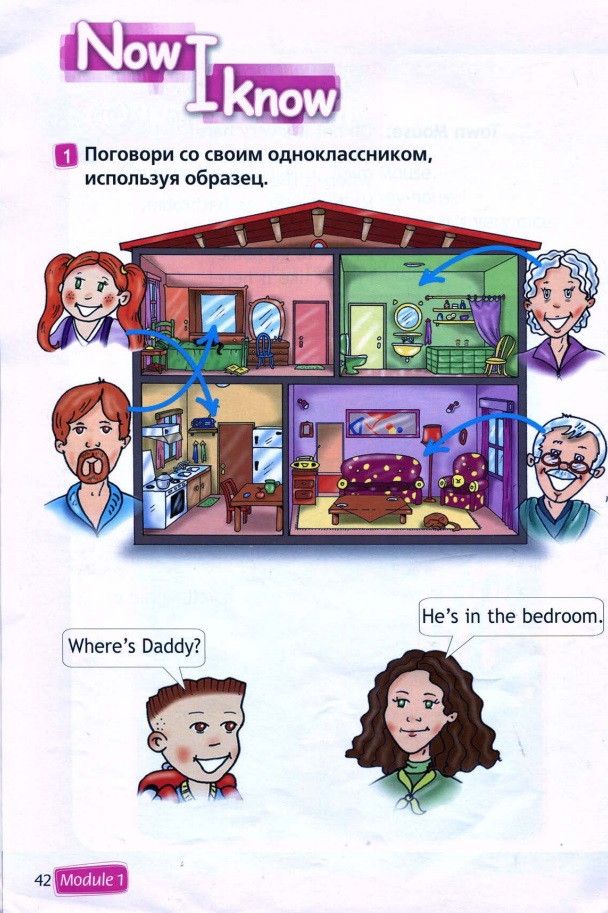 Now I know
1 Поговори со своим одноклассником,
используя образец.
Where's Daddy?
He's in the bedroom.
42 Module 1